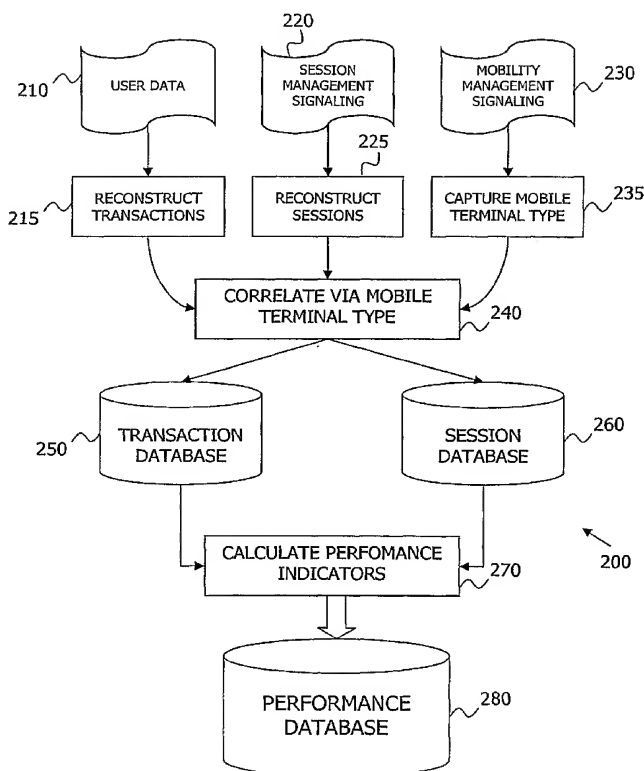 220
210
USER DATA
SESSION
MANAGEMENT
SIGNALING
MOBILITY
MANAGEMENT
SIGNALING
230
225
215
RECONSTRUCT
TRANSACTIONS
RECONSTRUCT
SESSIONS
CAPTURE MOBILE
TERMINAL TYPE
235
CORRELATE VIA MOBILE
TERMINAL TYPE
240
250
TRANSACTION
DATABASE
SESSION
DATABASE
260
CALCULATE PERFOMANCE
INDICATORS
270
200
PERFORMANCE
DATABASE
280